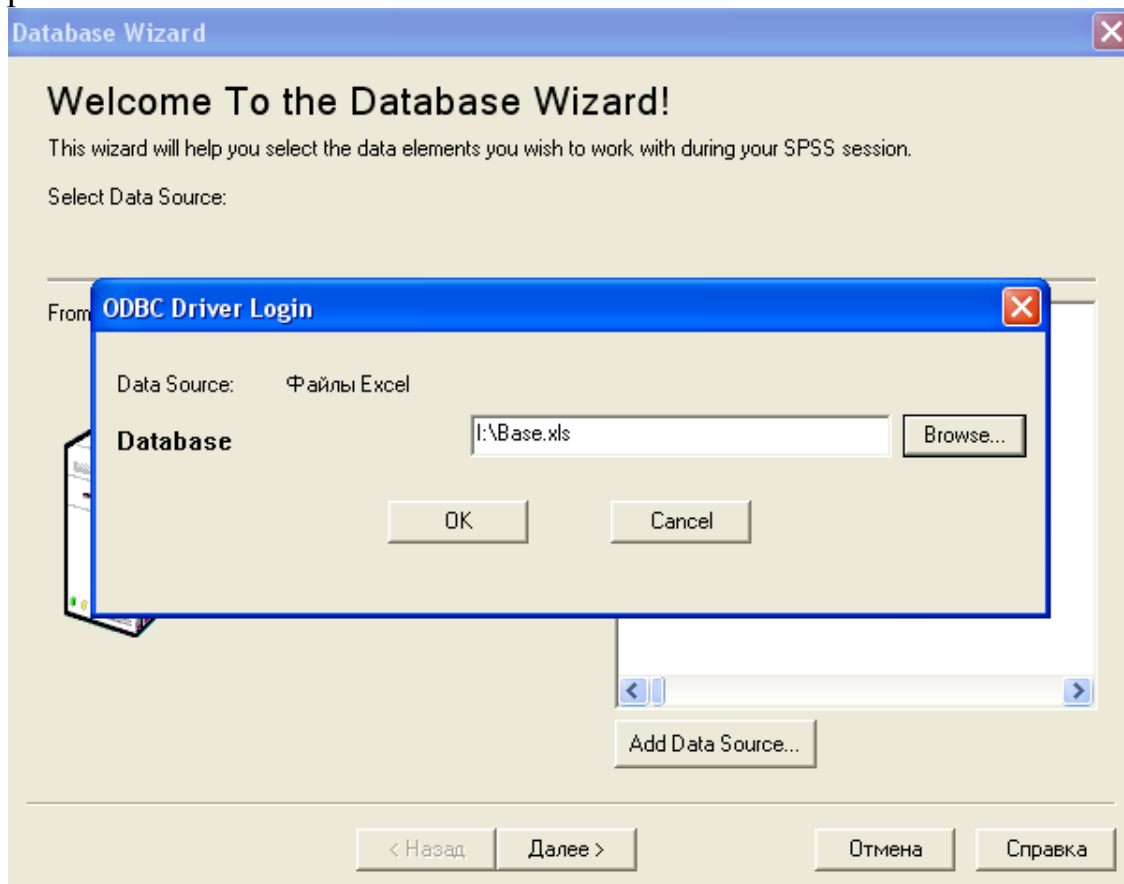 Database Wizard
Welcome To the Database Wizard!
This wizard will help you select the data elements you wish to work with during your SPSS session.
Select Data Source:
From
ODBC Driver Login
Data Source: Файлы Excel
Database I:\Base.xls Browse...
OK Cancel
Add Data Source...
< Назад Далее > Отмена Справка